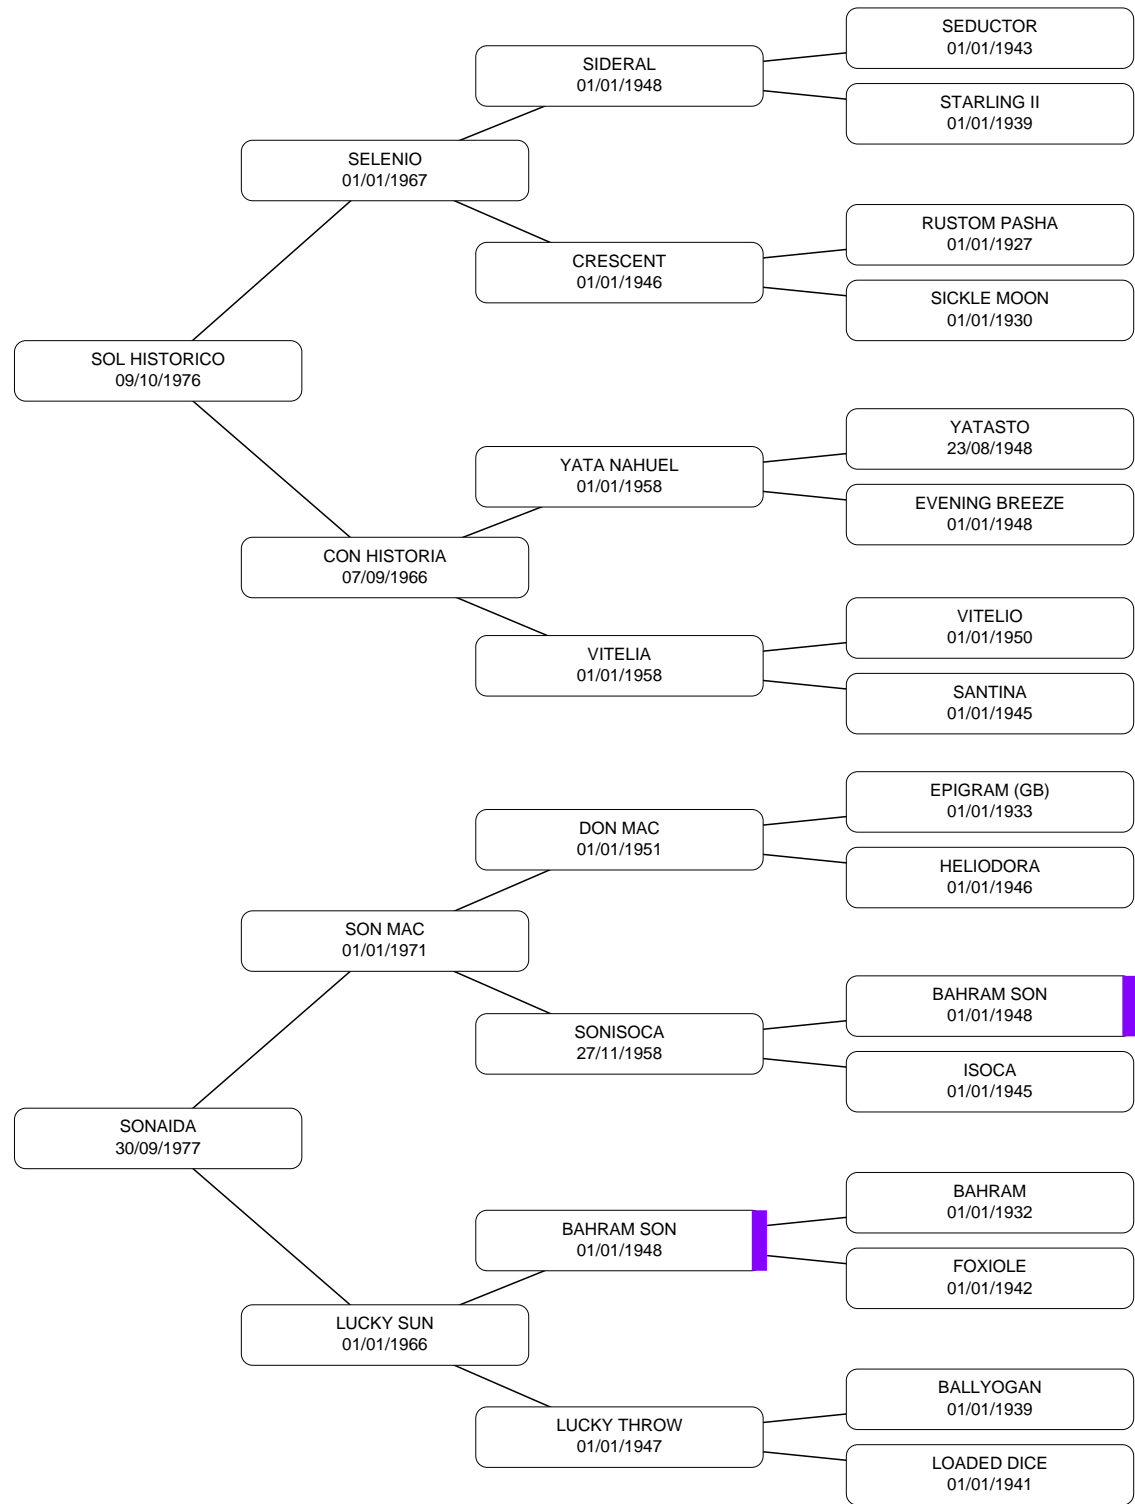 SEDUCTOR
01/01/1943
SIDERAL
01/01/1948
STARLING II
01/01/1939
SELENIO
01/01/1967
RUSTOM PASHA
01/01/1927
CRESCENT
01/01/1946
SICKLE MOON
01/01/1930
SOL HISTORICO
09/10/1976
YATASTO
23/08/1948
YATA NAHUEL
01/01/1958
EVENING BREEZE
01/01/1948
CON HISTORIA
07/09/1966
VITELIO
01/01/1950
VITELIA
01/01/1958
SANTINA
01/01/1945
EPIGRAM (GB)
01/01/1933
DON MAC
01/01/1951
HELIODORA
01/01/1946
SON MAC
01/01/1971
BAHRAM SON
01/01/1948
SONISOCA
27/11/1958
ISOCA
01/01/1945
SONAIDA
30/09/1977
BAHRAM
01/01/1932
BAHRAM SON
01/01/1948
FOXIOLE
01/01/1942
LUCKY SUN
01/01/1966
BALLYOGAN
01/01/1939
LUCKY THROW
01/01/1947
LOADED DICE
01/01/1941